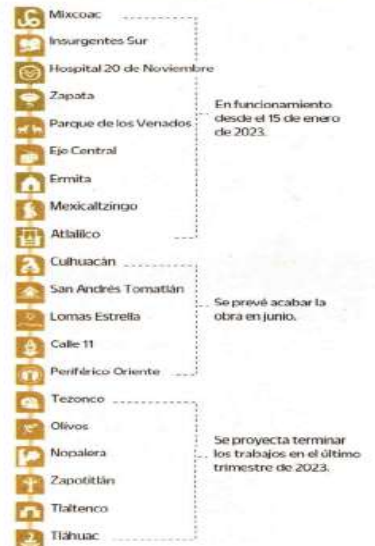 Mixcoac
Insurgentes Sur
Hospital 20 de Noviembre
Zapata
Parque de los Venados
Eje Central
Ermita
Mexicaltzingo
Atlalilco
En funcionamiento
desde el 15 de enero
de 2023.
Culhuacán
San Andrés Tomatlán
Lomas Estrella
Calle 11
Periférico Oriente
Se prevé acabar la
obra en junio.
Tezonco
Olivos
Nopalera
Zapotitlán
Tlaltenco
Tláhuac
Se proyecta terminar
los trabajos en el último
trimestre de 2023.